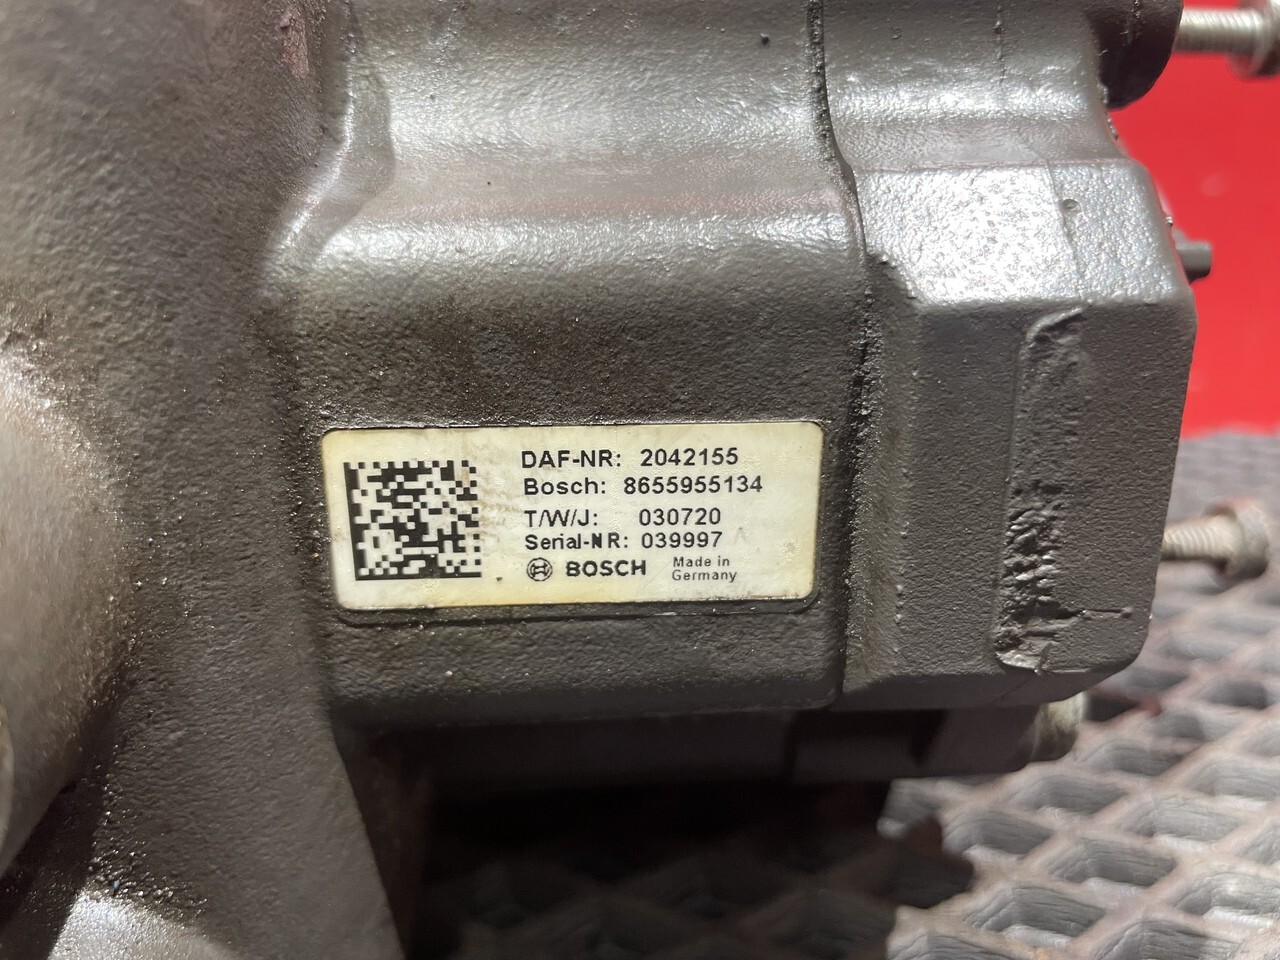 DAF-NR: 2042155
Bosch: 8655955134
T/W/J: 030720
Serial-NR: 039997
BOSCH
Made in
Germany